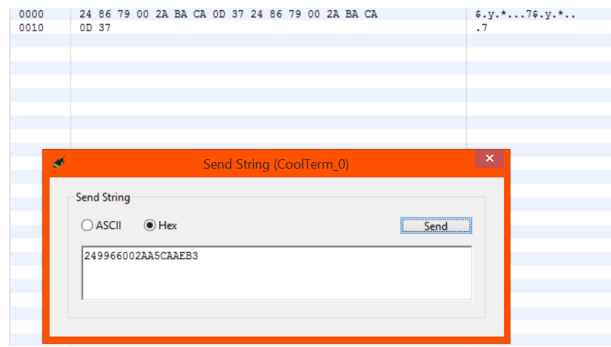 0000 24 86 79 00 2A BA CA 0D 37 24 86 79 00 2A BA CA $.y.*...7$.y.*..
0010 0D 37 .7
Send String (CoolTerm_0)
×
Send String
ASCII Hex Send
249966002AA5CAAEB3